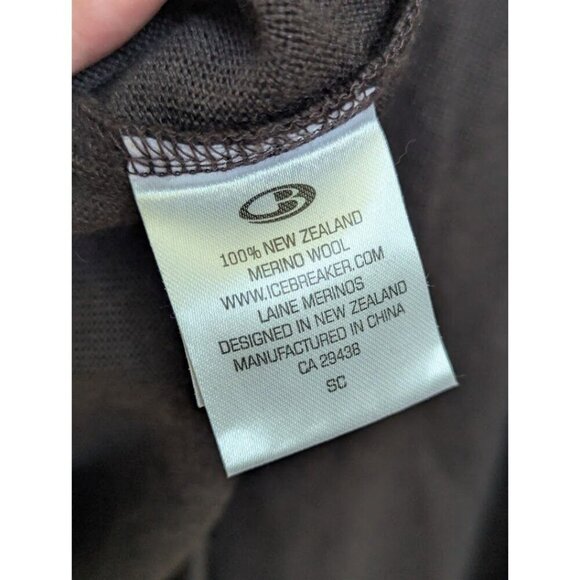 100% NEW ZEALAND
MERINO WOOL
WWW.ICEBREAKER.COM
LAINE MERINOS
DESIGNED IN NEW ZEALAND
MANUFACTURED IN CHINA
CA 29438
SC